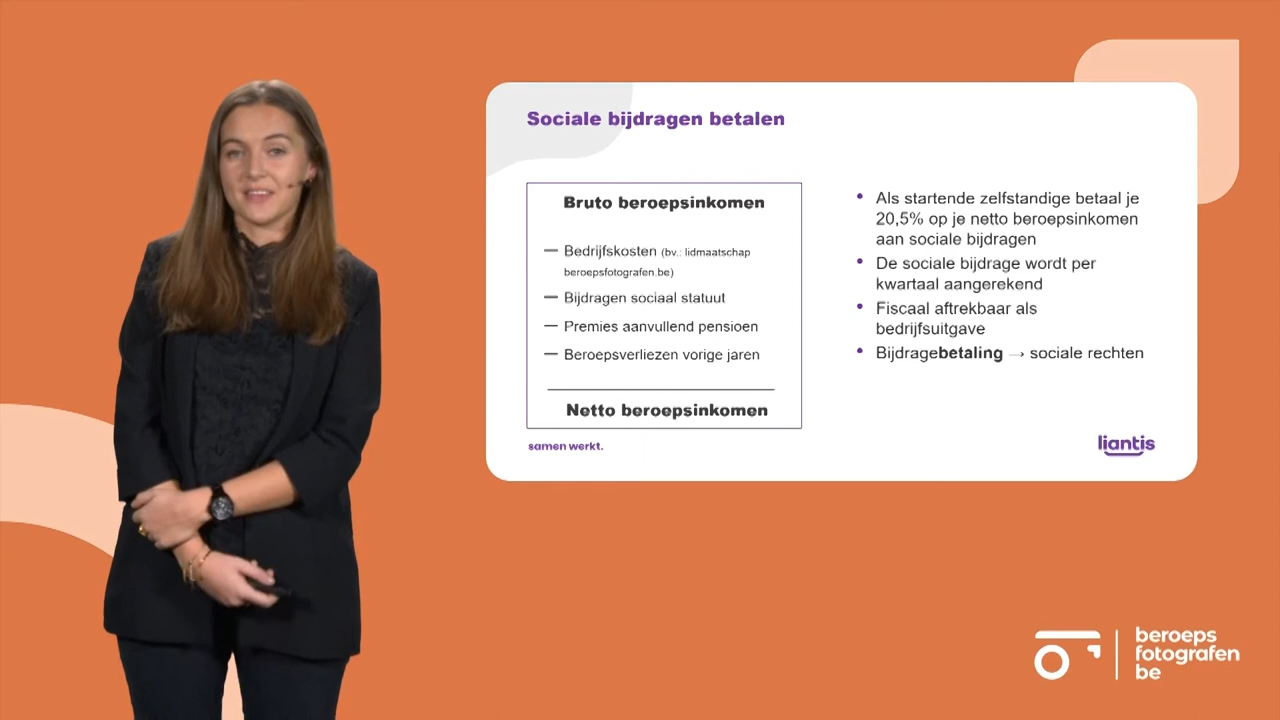 Sociale bijdragen betalen
Bruto beroepsinkomen
— Bedrijfskosten (bv.: lidmaatschap
beroepsfotografen.be)
— Bijdragen sociaal statuut
— Premies aanvullend pensioen
— Beroepsverliezen vorige jaren
Netto beroepsinkomen
• Als startende zelfstandige betaal je
20,5% op je netto beroepsinkomen
aan sociale bijdragen
• De sociale bijdrage wordt per
kwartaal aangerekend
• Fiscaal aftrekbaar als
bedrijfsuitgave
• Bijdragebetaling → sociale rechten
samen werkt.
liantis
beroeps
fotografen
be